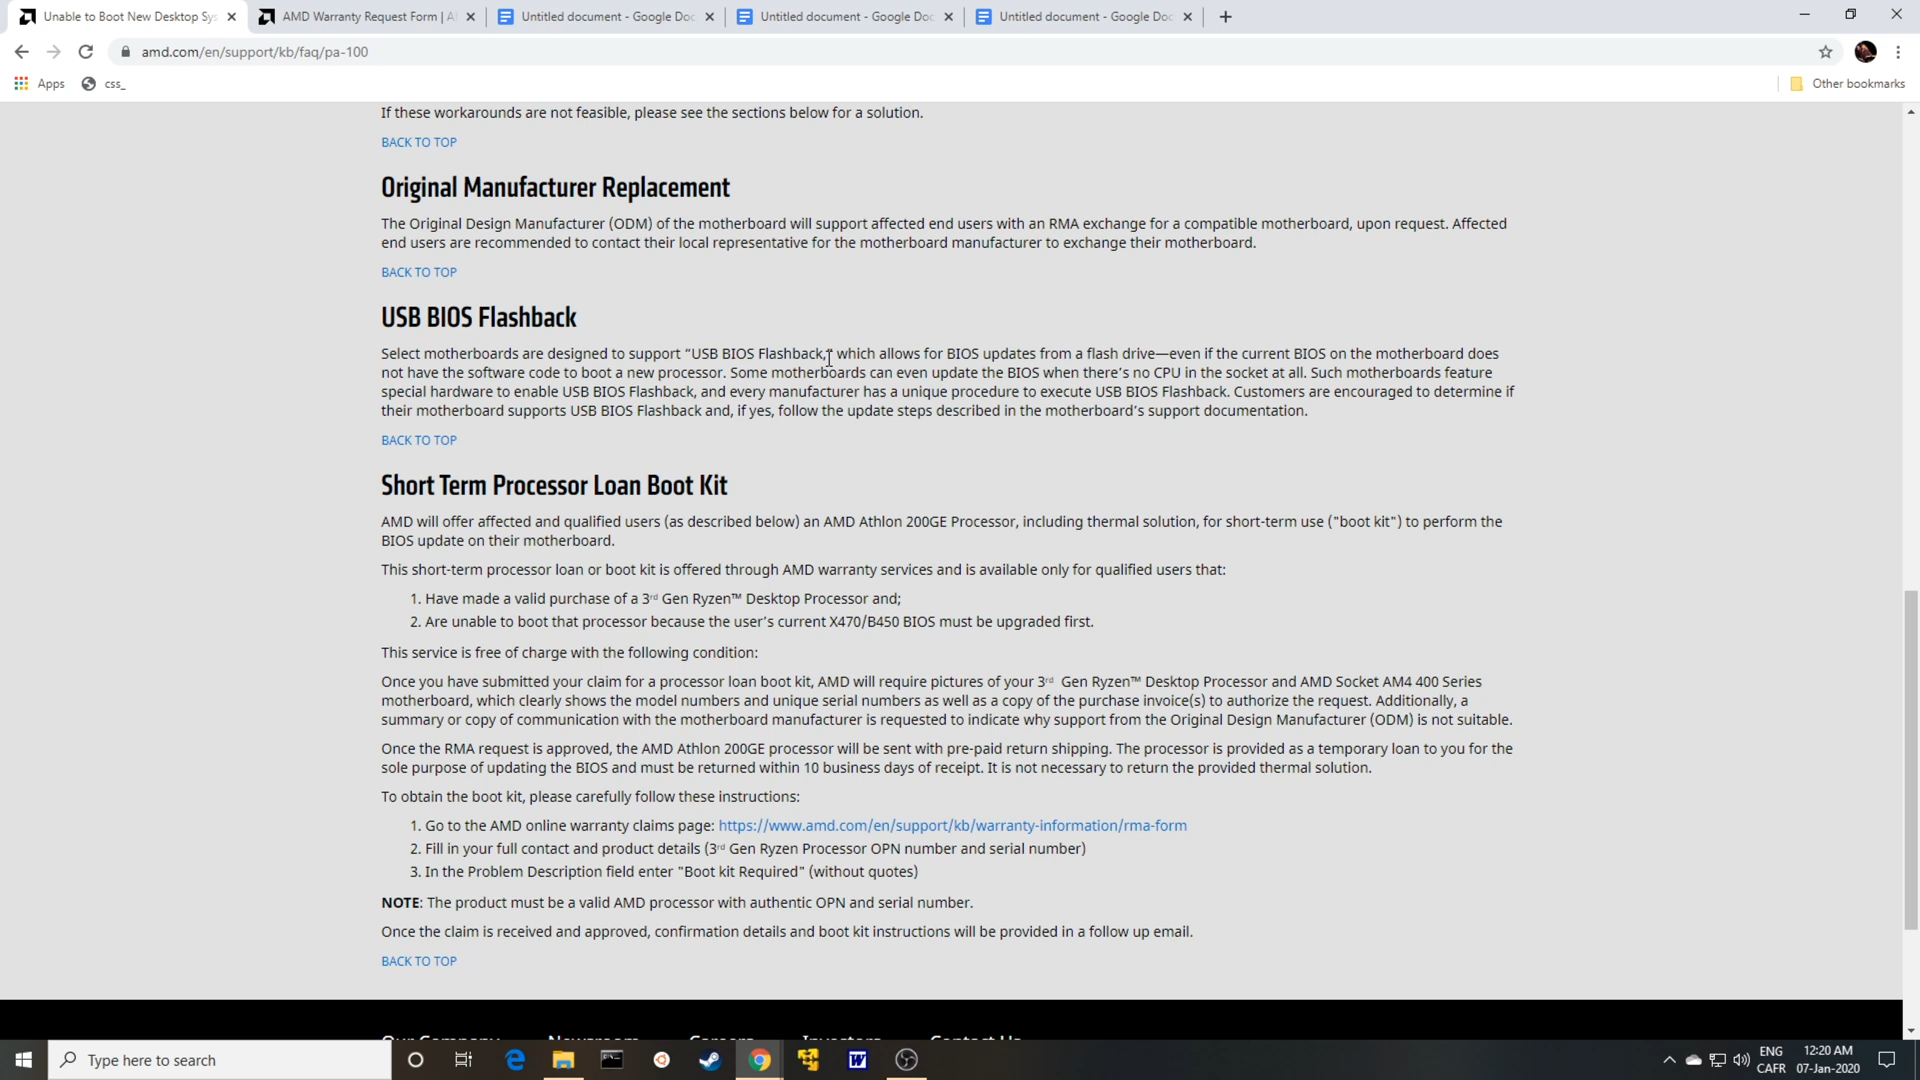 Unable to Boot New Desktop Sy
AMD Warranty Request Form | A
Untitled document - Google Doc
Untitled document - Google Doc
Untitled document - Google Doc
amd.com/en/support/kb/faq/pa-100
Apps
css_
Other bookmarks
If these workarounds are not feasible, please see the sections below for a solution.
BACK TO TOP
Original Manufacturer Replacement
The Original Design Manufacturer (ODM) of the motherboard will support affected end users with an RMA exchange for a compatible motherboard, upon request. Affected
end users are recommended to contact their local representative for the motherboard manufacturer to exchange their motherboard.
BACK TO TOP
USB BIOS Flashback
Select motherboards are designed to support “USB BIOS Flashback,” which allows for BIOS updates from a flash drive—even if the current BIOS on the motherboard does
not have the software code to boot a new processor. Some motherboards can even update the BIOS when there’s no CPU in the socket at all. Such motherboards feature
special hardware to enable USB BIOS Flashback, and every manufacturer has a unique procedure to execute USB BIOS Flashback. Customers are encouraged to determine if
their motherboard supports USB BIOS Flashback and, if yes, follow the update steps described in the motherboard’s support documentation.
BACK TO TOP
Short Term Processor Loan Boot Kit
AMD will offer affected and qualified users (as described below) an AMD Athlon 200GE Processor, including thermal solution, for short-term use ("boot kit") to perform the
BIOS update on their motherboard.
This short-term processor loan or boot kit is offered through AMD warranty services and is available only for qualified users that:
1. Have made a valid purchase of a 3rd Gen Ryzen™ Desktop Processor and;
2. Are unable to boot that processor because the user’s current X470/B450 BIOS must be upgraded first.
This service is free of charge with the following condition:
Once you have submitted your claim for a processor loan boot kit, AMD will require pictures of your 3rd Gen Ryzen™ Desktop Processor and AMD Socket AM4 400 Series
motherboard, which clearly shows the model numbers and unique serial numbers as well as a copy of the purchase invoice(s) to authorize the request. Additionally, a
summary or copy of communication with the motherboard manufacturer is requested to indicate why support from the Original Design Manufacturer (ODM) is not suitable.
Once the RMA request is approved, the AMD Athlon 200GE processor will be sent with pre-paid return shipping. The processor is provided as a temporary loan to you for the
sole purpose of updating the BIOS and must be returned within 10 business days of receipt. It is not necessary to return the provided thermal solution.
To obtain the boot kit, please carefully follow these instructions:
1. Go to the AMD online warranty claims page: https://www.amd.com/en/support/kb/warranty-information/rma-form
2. Fill in your full contact and product details (3rd Gen Ryzen Processor OPN number and serial number)
3. In the Problem Description field enter "Boot kit Required" (without quotes)
NOTE: The product must be a valid AMD processor with authentic OPN and serial number.
Once the claim is received and approved, confirmation details and boot kit instructions will be provided in a follow up email.
BACK TO TOP
Our Company Newsroom Careers Investors Contact Us
Type here to search
ENG
CAFR
12:20 AM
07-Jan-2020